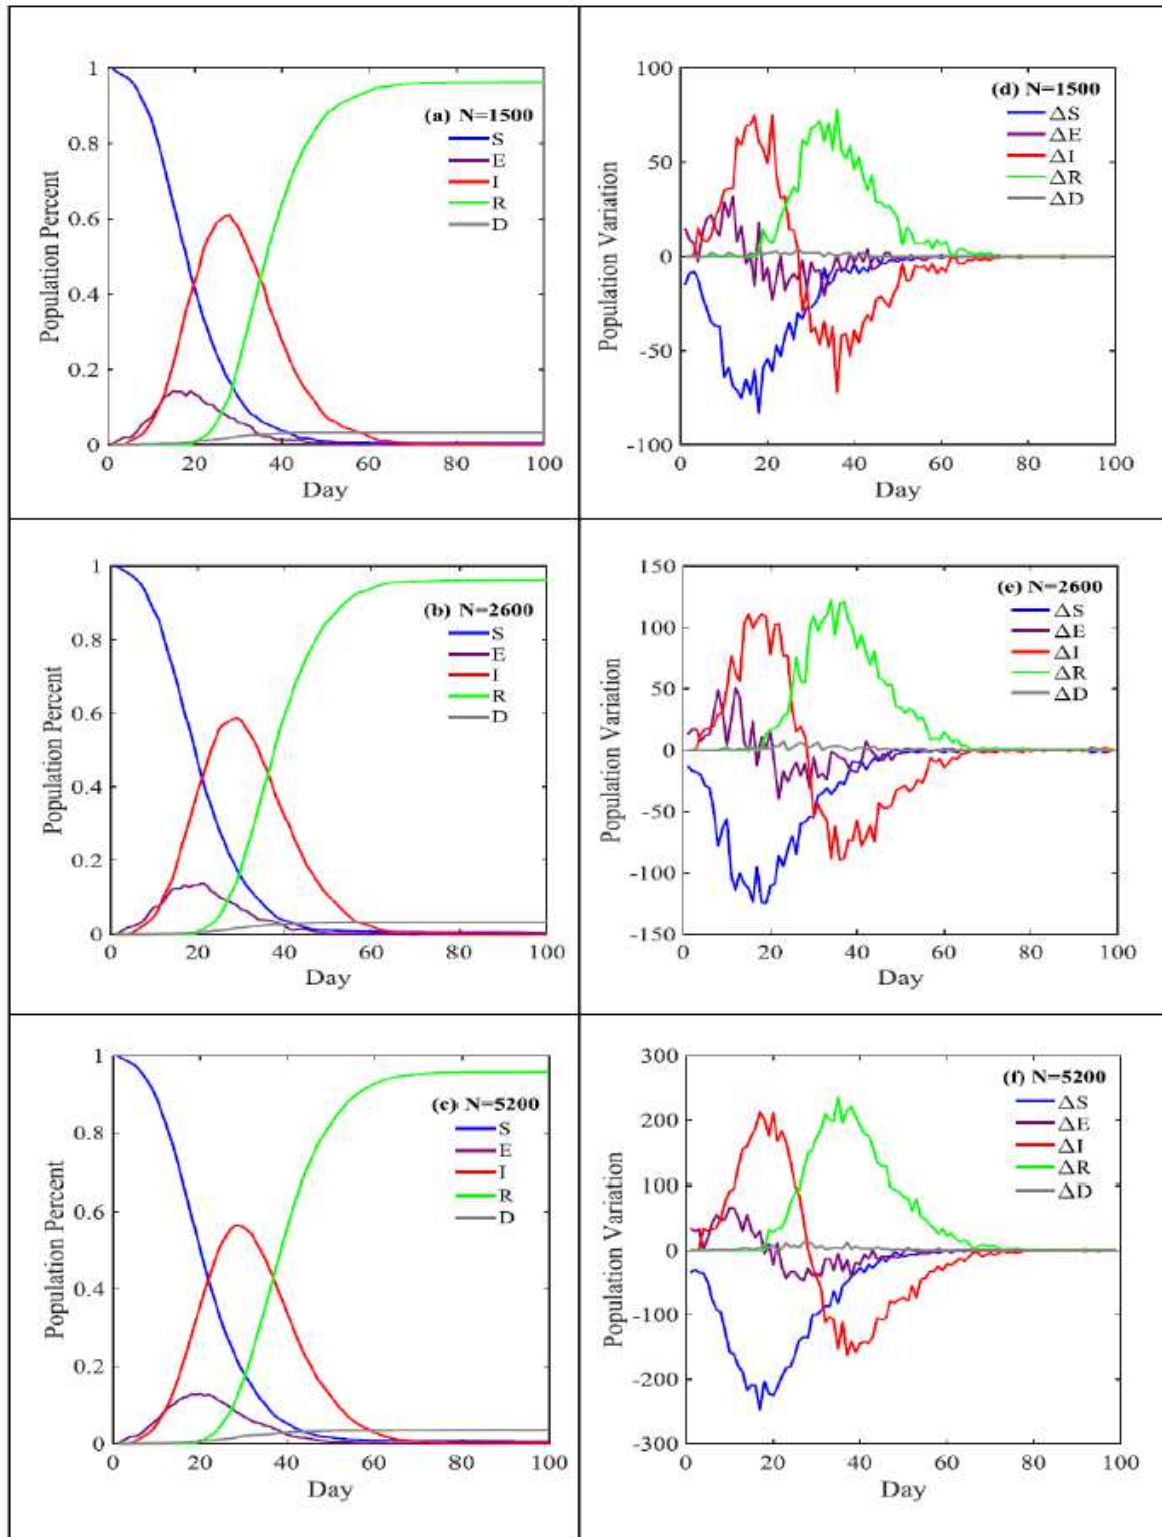 1
0.8
0.6
0.4
0.2
0
Population Percent
(a) N=1500
S
E
I
R
D
0 20 40 60 80 100
Day
100
50
0
-50
-100
Population Variation
(d) N=1500
ΔS
ΔE
ΔI
ΔR
ΔD
0 20 40 60 80 100
Day
1
0.8
0.6
0.4
0.2
0
Population Percent
(b) N=2600
S
E
I
R
D
0 20 40 60 80 100
Day
150
100
50
0
-50
-100
-150
Population Variation
(e) N=2600
ΔS
ΔE
ΔI
ΔR
ΔD
0 20 40 60 80 100
Day
1
0.8
0.6
0.4
0.2
0
Population Percent
(c) N=5200
S
E
I
R
D
0 20 40 60 80 100
Day
300
200
100
0
-100
-200
-300
Population Variation
(f) N=5200
ΔS
ΔE
ΔI
ΔR
ΔD
0 20 40 60 80 100
Day